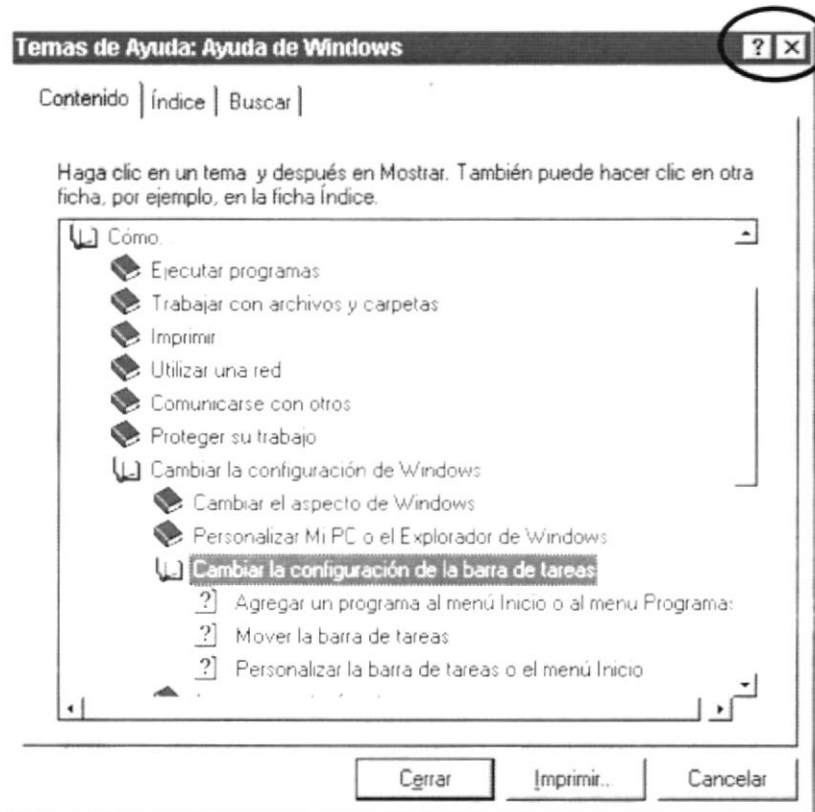 Temas de Ayuda: Ayuda de Windows
? ×
Contenido Índice Buscar
Haga clic en un tema y después en Mostrar. También puede hacer clic en otra
ficha, por ejemplo, en la ficha Índice.
Cómo...
Ejecutar programas
Trabajar con archivos y carpetas
Imprimir
Utilizar una red
Comunicarse con otros
Proteger su trabajo
Cambiar la configuración de Windows
Cambiar el aspecto de Windows
Personalizar Mi PC o el Explorador de Windows
Cambiar la configuración de la barra de tareas
? Agregar un programa al menú Inicio o al menu Programa:
? Mover la barra de tareas
? Personalizar la barra de tareas o el menú Inicio
Cerrar Imprimir.. Cancelar